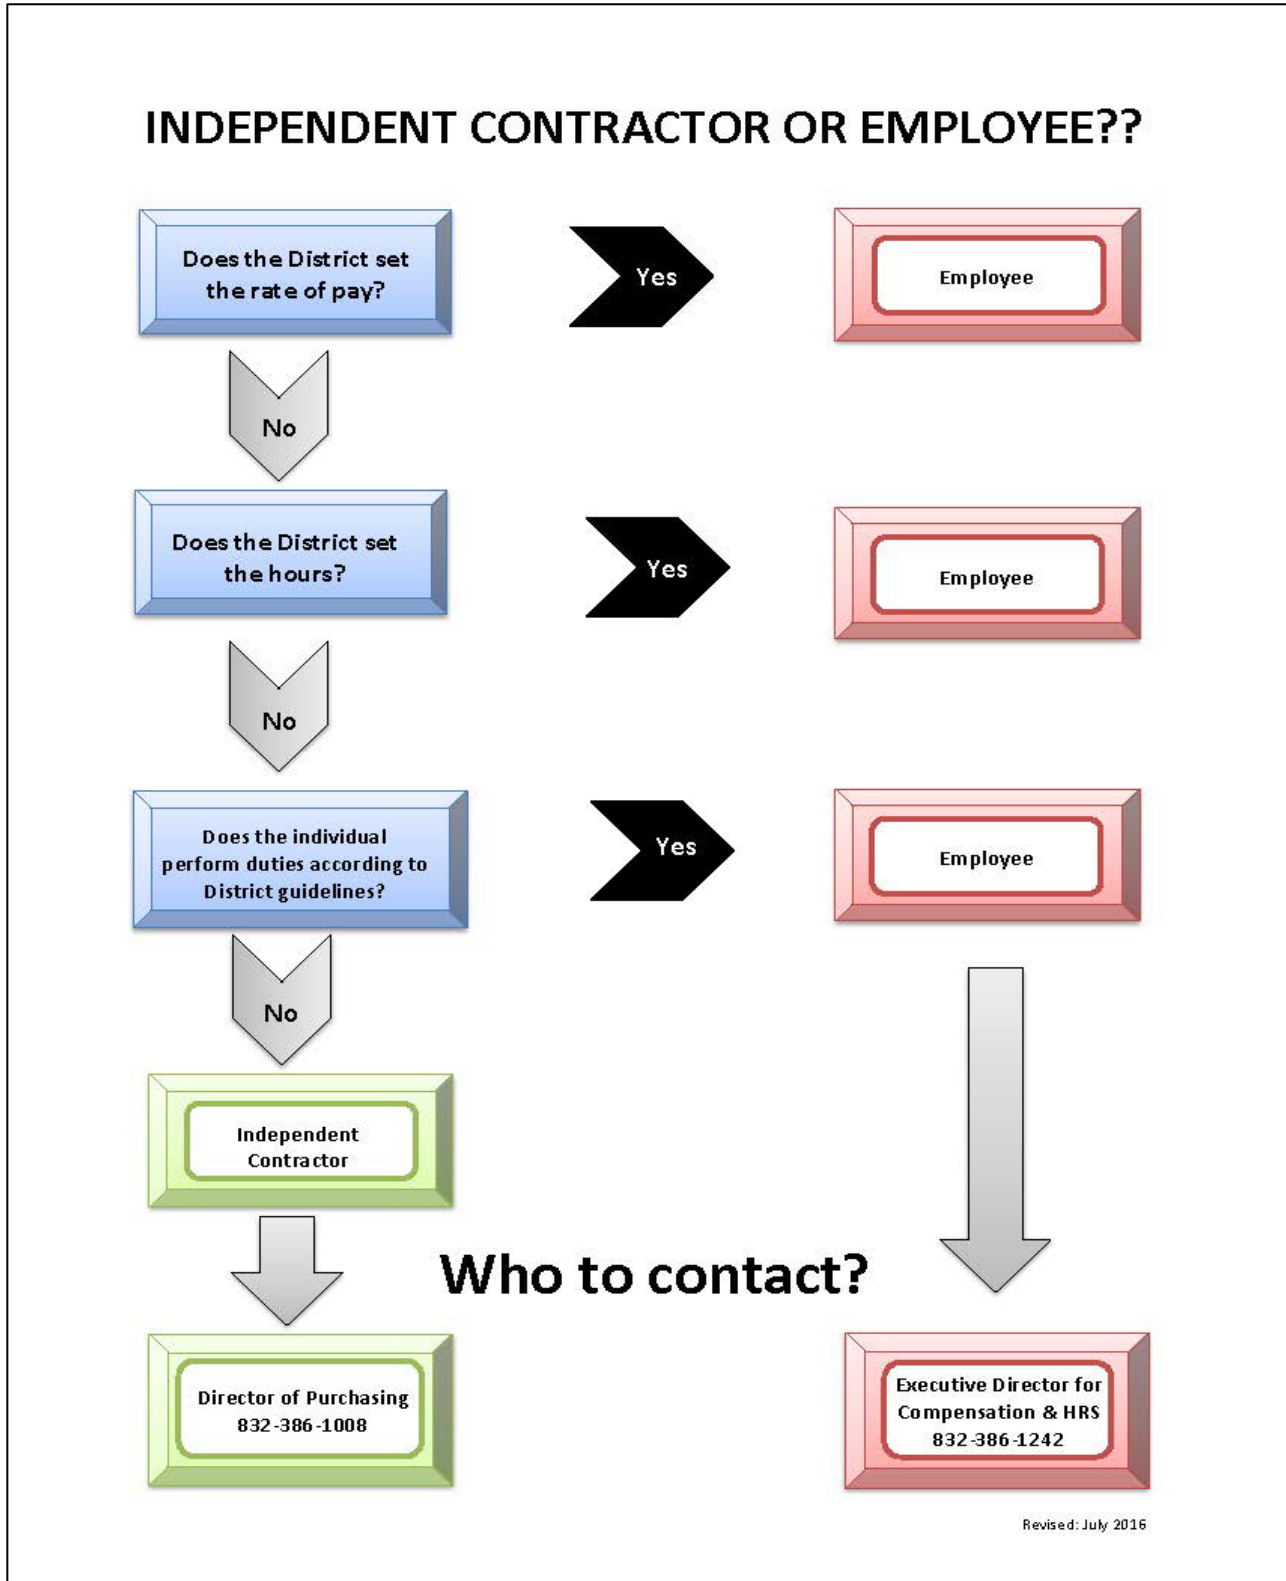 INDEPENDENT CONTRACTOR OR EMPLOYEE??
Does the District set
the rate of pay?
Yes
Employee
No
Does the District set
the hours?
Yes
Employee
No
Does the individual
perform duties according to
District guidelines?
Yes
Employee
No
Independent
Contractor
Who to contact?
Director of Purchasing
832-386-1008
Executive Director for
Compensation & HRS
832-386-1242
Revised: July 2016